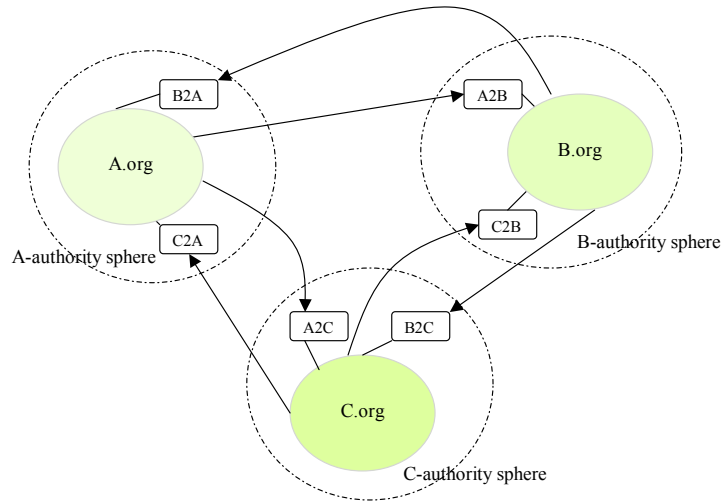 B2A
A2B
A.org
B.org
C2A
C2B
A-authority sphere
B-authority sphere
A2C
B2C
C.org
C-authority sphere